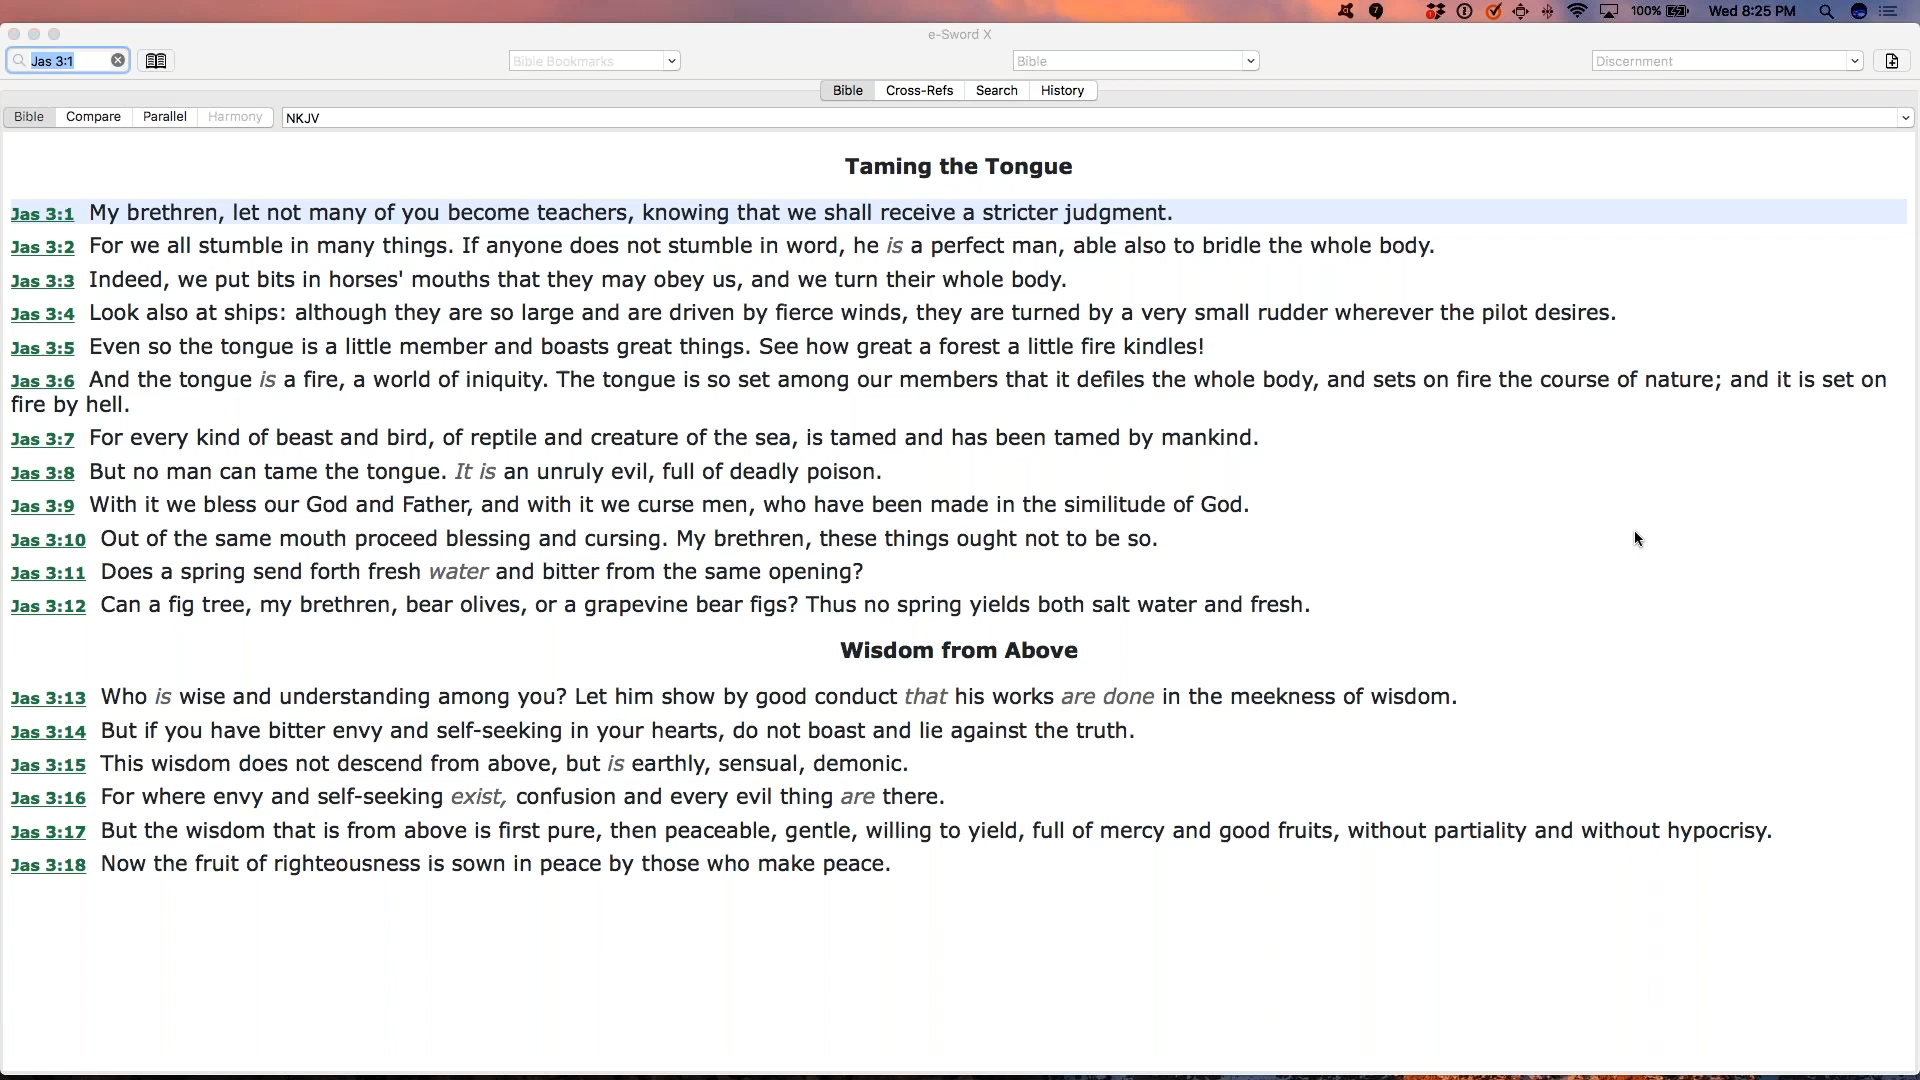 100% Wed 8:25 PM
e-Sword X
Jas 3:1 Bible Bookmarks Bible Discernment
Bible Cross-Refs Search History
Bible Compare Parallel Harmony NKJV
Taming the Tongue
Jas 3:1 My brethren, let not many of you become teachers, knowing that we shall receive a stricter judgment.
Jas 3:2 For we all stumble in many things. If anyone does not stumble in word, he is a perfect man, able also to bridle the whole body.
Jas 3:3 Indeed, we put bits in horses' mouths that they may obey us, and we turn their whole body.
Jas 3:4 Look also at ships: although they are so large and are driven by fierce winds, they are turned by a very small rudder wherever the pilot desires.
Jas 3:5 Even so the tongue is a little member and boasts great things. See how great a forest a little fire kindles!
Jas 3:6 And the tongue is a fire, a world of iniquity. The tongue is so set among our members that it defiles the whole body, and sets on fire the course of nature; and it is set on
fire by hell.
Jas 3:7 For every kind of beast and bird, of reptile and creature of the sea, is tamed and has been tamed by mankind.
Jas 3:8 But no man can tame the tongue. It is an unruly evil, full of deadly poison.
Jas 3:9 With it we bless our God and Father, and with it we curse men, who have been made in the similitude of God.
Jas 3:10 Out of the same mouth proceed blessing and cursing. My brethren, these things ought not to be so.
Jas 3:11 Does a spring send forth fresh water and bitter from the same opening?
Jas 3:12 Can a fig tree, my brethren, bear olives, or a grapevine bear figs? Thus no spring yields both salt water and fresh.
Wisdom from Above
Jas 3:13 Who is wise and understanding among you? Let him show by good conduct that his works are done in the meekness of wisdom.
Jas 3:14 But if you have bitter envy and self-seeking in your hearts, do not boast and lie against the truth.
Jas 3:15 This wisdom does not descend from above, but is earthly, sensual, demonic.
Jas 3:16 For where envy and self-seeking exist, confusion and every evil thing are there.
Jas 3:17 But the wisdom that is from above is first pure, then peaceable, gentle, willing to yield, full of mercy and good fruits, without partiality and without hypocrisy.
Jas 3:18 Now the fruit of righteousness is sown in peace by those who make peace.